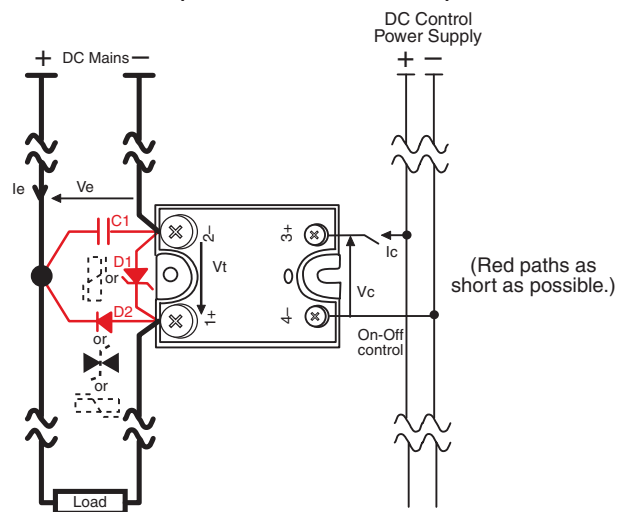 DC Control
Power Supply
+ DC Mains −
+ −
Ie
Ve
C1
2−
3+
Ic
D1
or
Vt
Vc
(Red paths as
short as possible.)
D2
1+
4−
On-Off
control
or
or
Load